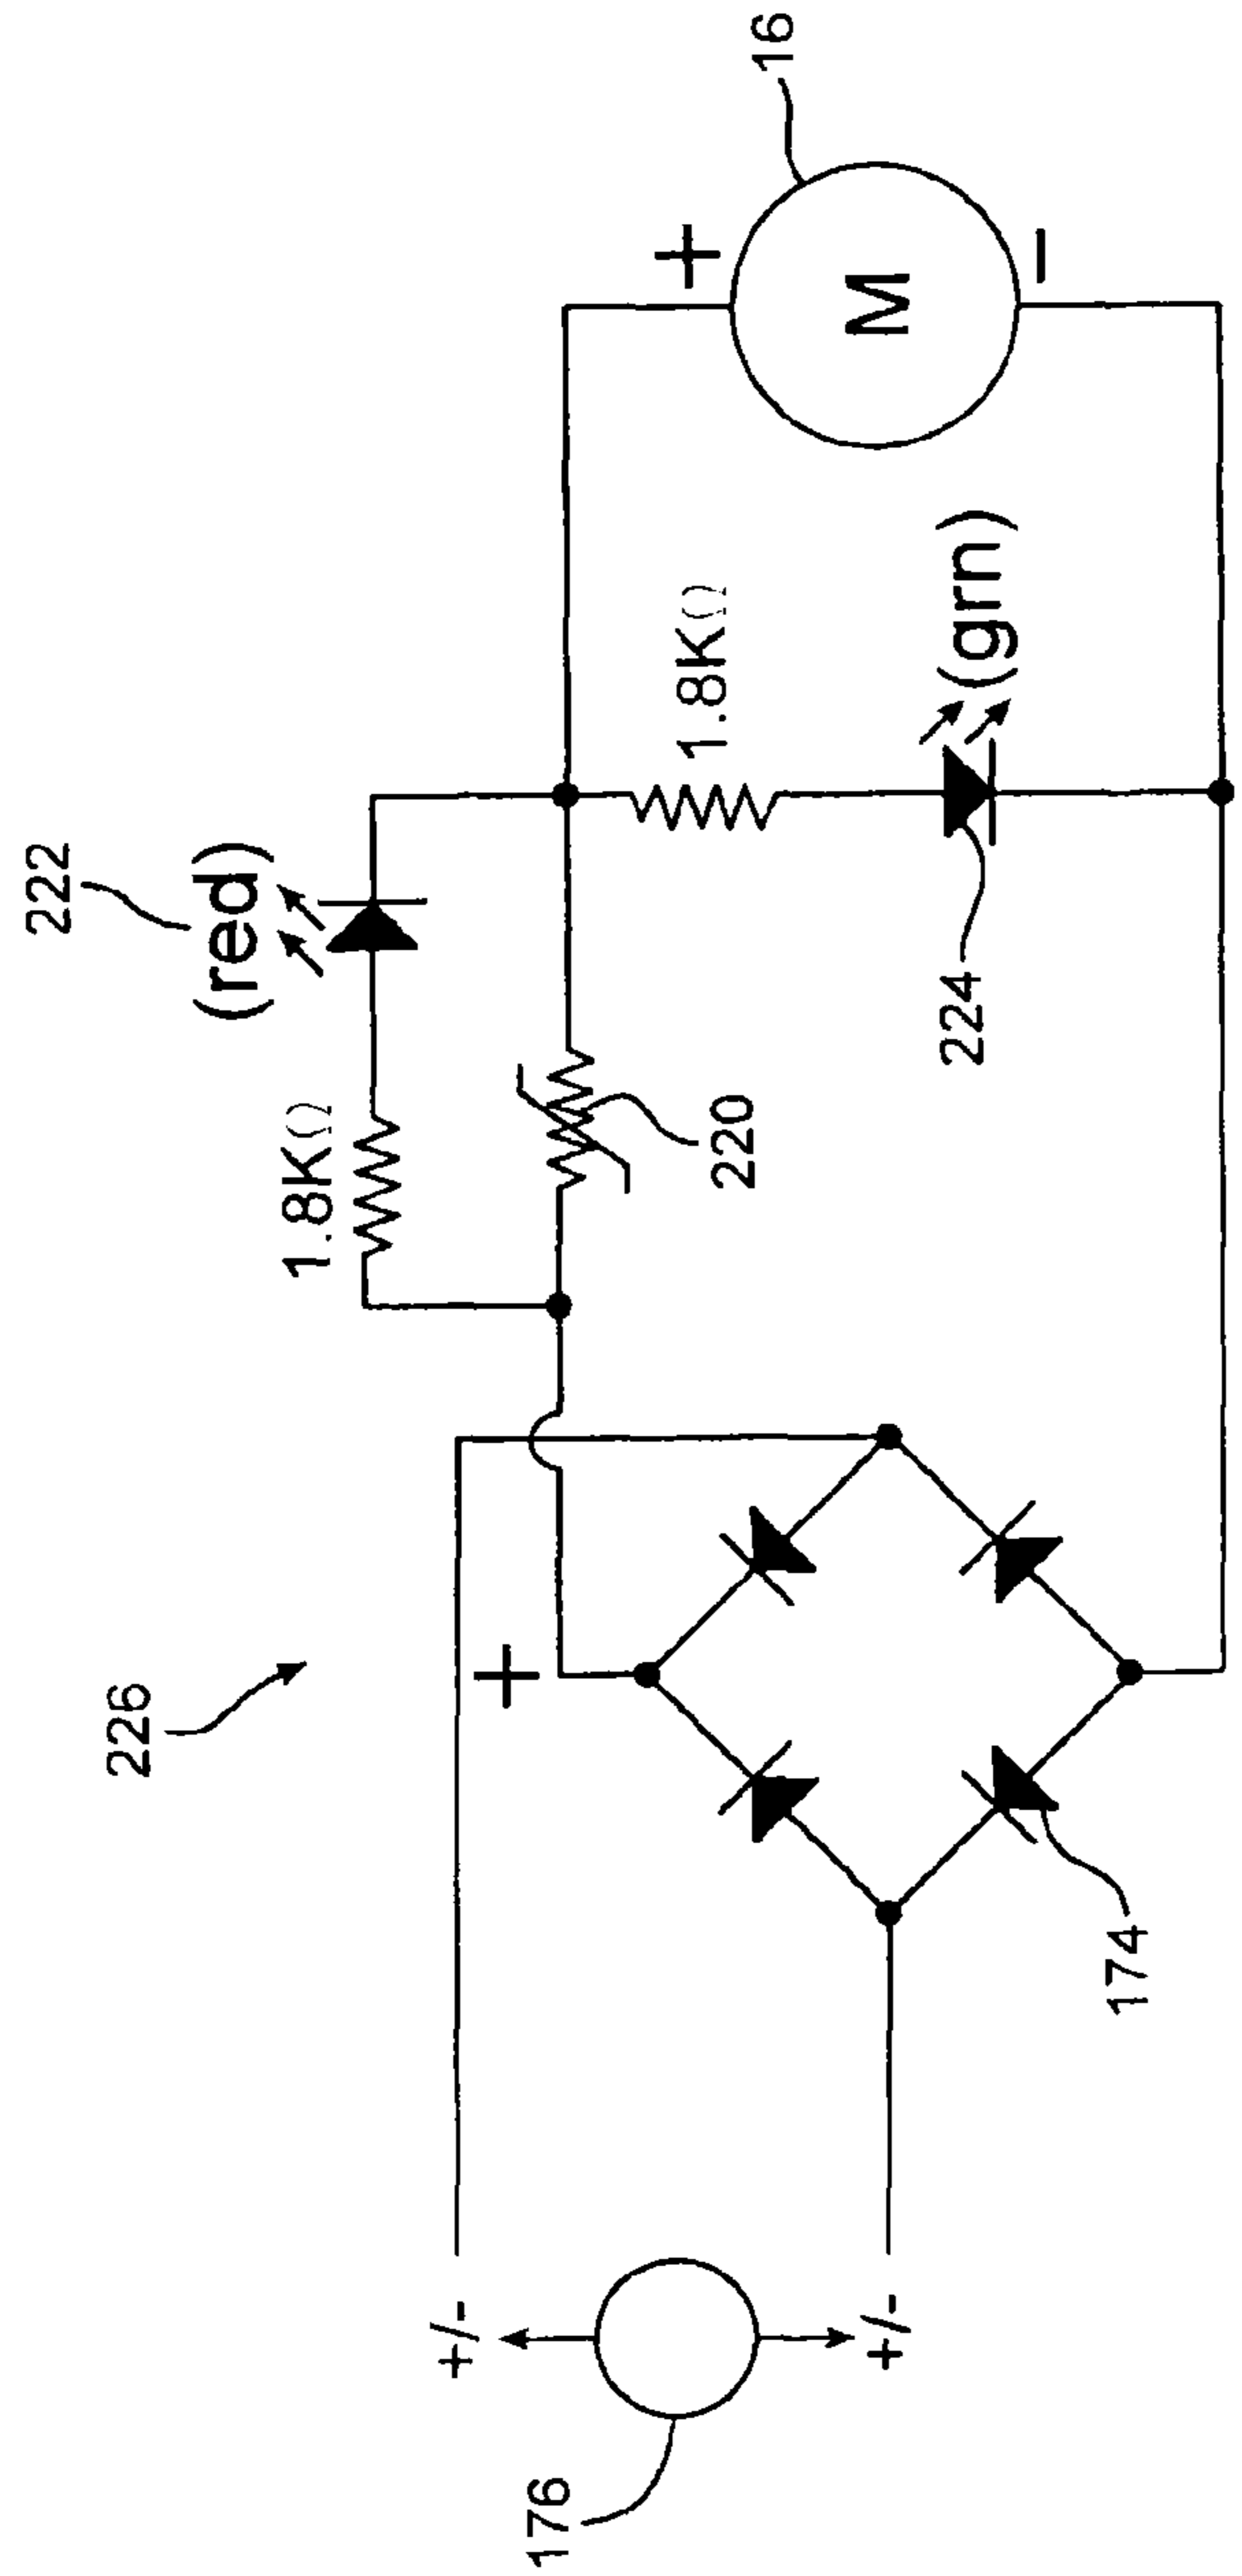 222
(red)
1.8KΩ
226
+
220
1.8KΩ
(grn)
224
+
M
−
16
+/-
176
+/-
174